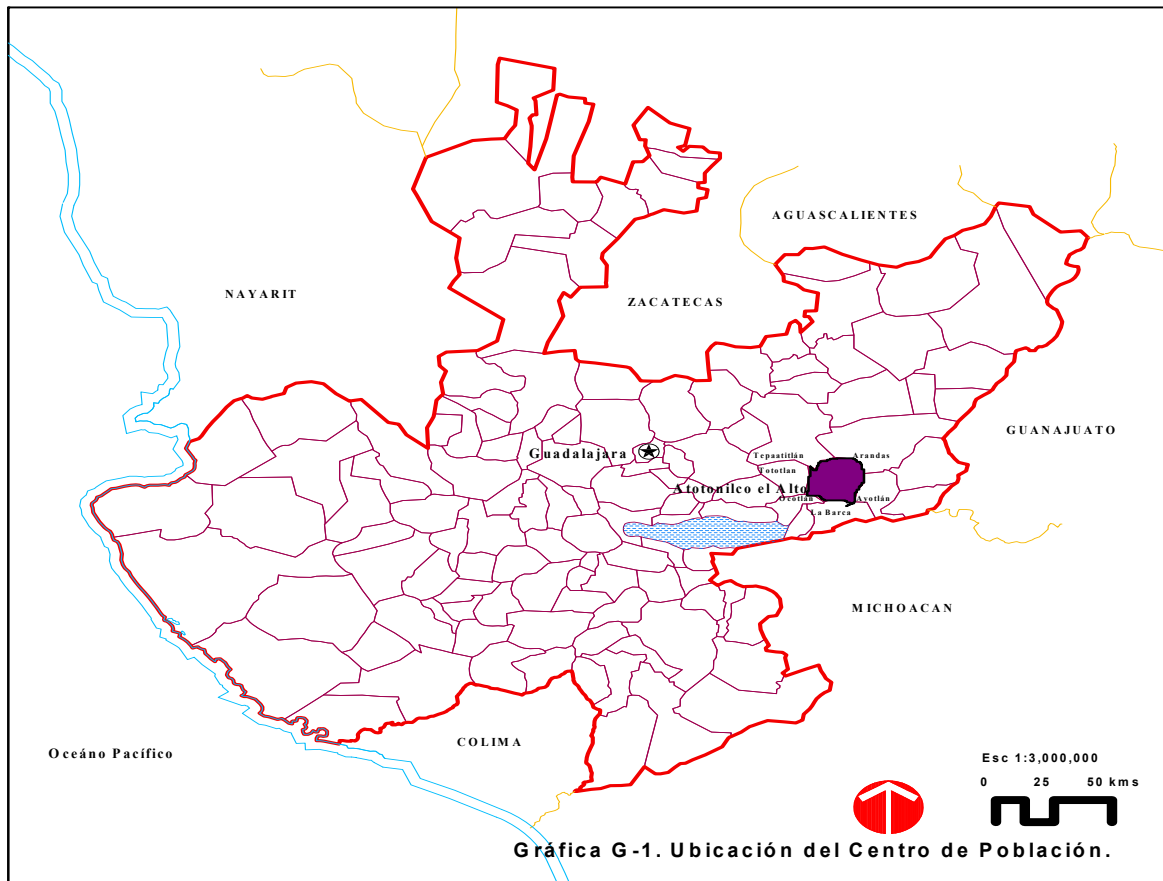 AGUASCALIENTES
NAYARIT
ZACATECAS
GUANAJUATO
Guadalajara
Tepaatitlán
Arandas
Tototlan
Atotonilco el Alto
Ocotlán
Ayotlán
La Barca
MICHOACAN
COLIMA
Oceáno Pacífico
Esc 1:3,000,000
0 25 50 kms
Gráfica G-1. Ubicación del Centro de Población.